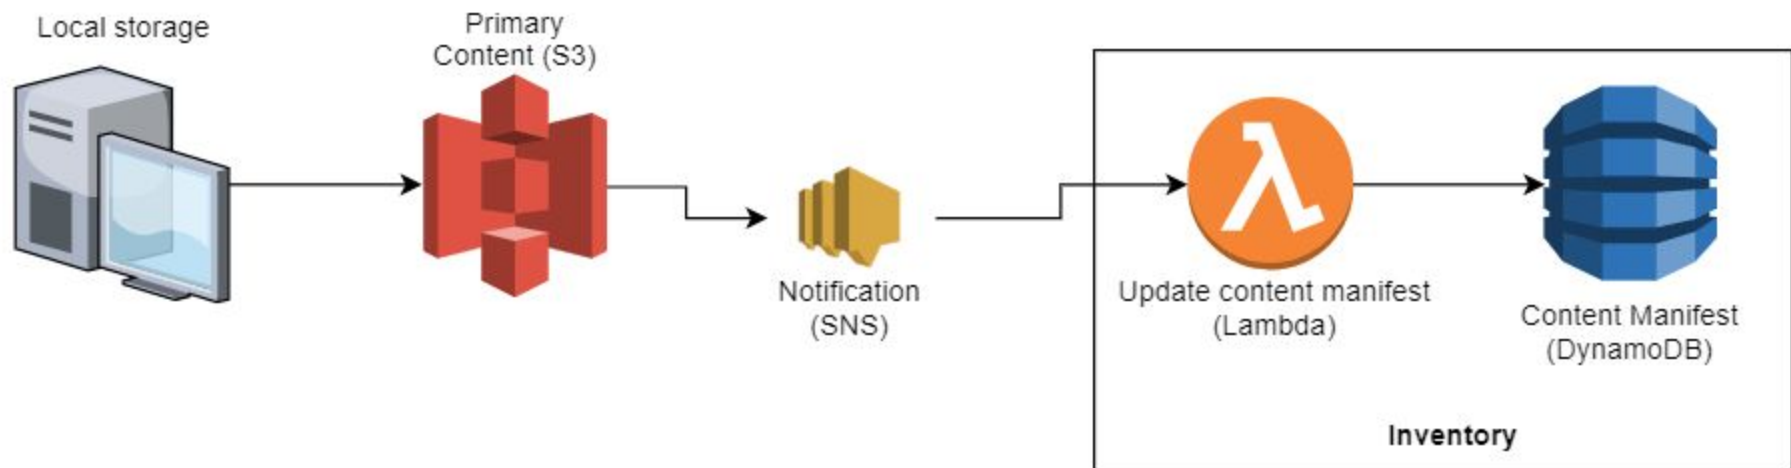 Local storage
Primary
Content (S3)
Notification
(SNS)
Update content manifest
(Lambda)
Content Manifest
(DynamoDB)
Inventory